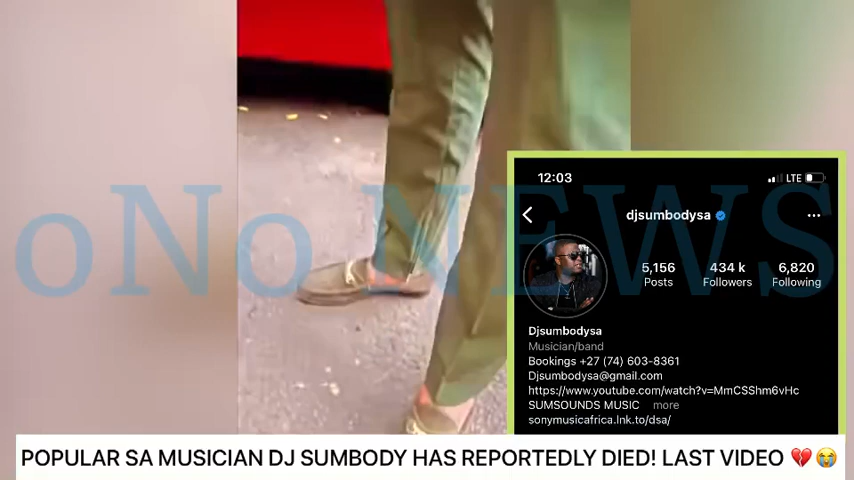 oNo NEWS
12:03
LTE
djsumbodysa
5,156 434 k 6,820
Posts Followers Following
Djsumbodysa
Musician/band
Bookings +27 (74) 603-8361
Djsumbodysa@gmail.com
https://www.youtube.com/watch?v=MmCSShm6vHc
SUMSOUNDS MUSIC more
sonymusicafrica.lnk.to/dsa/
POPULAR SA MUSICIAN DJ SUMBODY HAS REPORTEDLY DIED! LAST VIDEO 💔😭